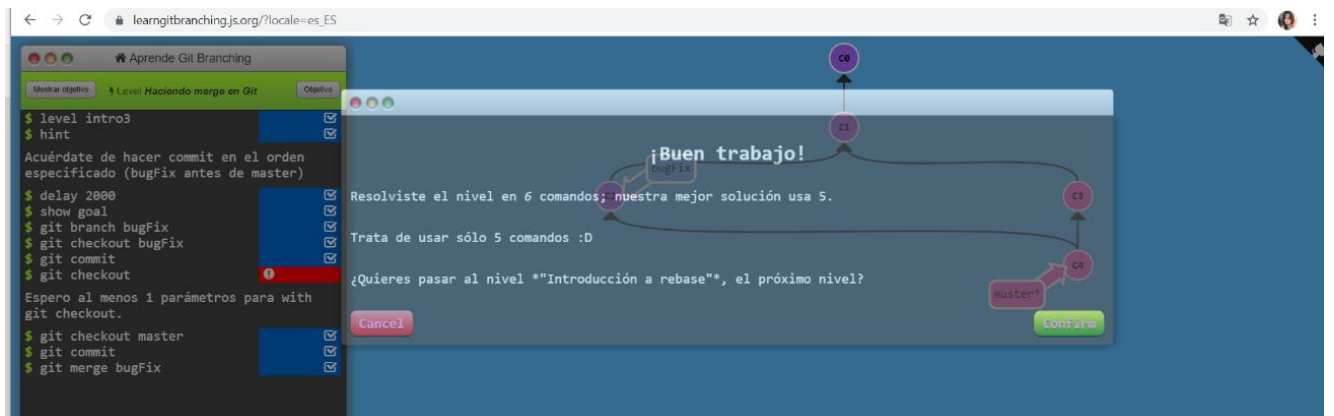 learngitbranching.js.org/?locale=es_ES
Aprende Git Branching
Mostrar objetivo
Level Haciendo merge en Git
Objetivo
$ level intro3
$ hint
Acuérdate de hacer commit en el orden
especificado (bugFix antes de master)
$ delay 2000
$ show goal
$ git branch bugFix
$ git checkout bugFix
$ git commit
$ git checkout
Espero al menos 1 parámetros para with
git checkout.
$ git checkout master
$ git commit
$ git merge bugFix
C0
C1
¡Buen trabajo!
bugFix
Resolviste el nivel en 6 comandos; nuestra mejor solución usa 5.
C2
C3
Trata de usar sólo 5 comandos :D
C4
¿Quieres pasar al nivel *"Introducción a rebase"*, el próximo nivel?
master*
Cancel
Confirm